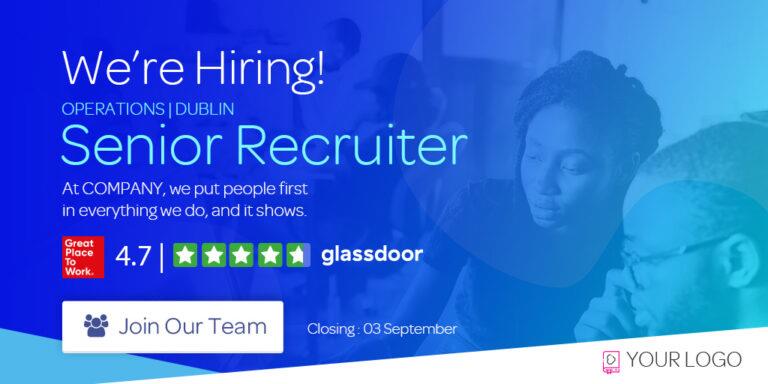 We're Hiring!
OPERATIONS | DUBLIN
Senior Recruiter
At COMPANY, we put people first
in everything we do, and it shows.
Great
Place
To
Work.
4.7 | glassdoor
Join Our Team
Closing : 03 September
YOUR LOGO